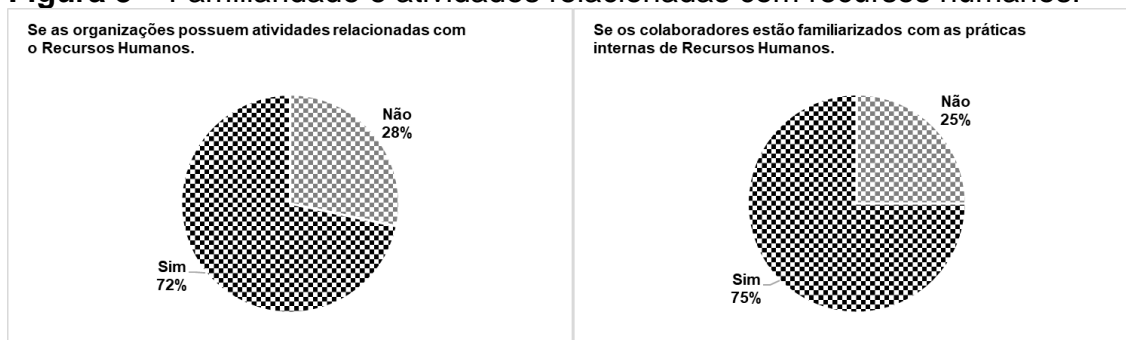 Figura – Familiaridade e atividades relacionadas com recursos humanos.
Se as organizações possuem atividades relacionadas com
o Recursos Humanos.
Não
28%
Sim
72%
Se os colaboradores estão familiarizados com as práticas
internas de Recursos Humanos.
Não
25%
Sim
75%